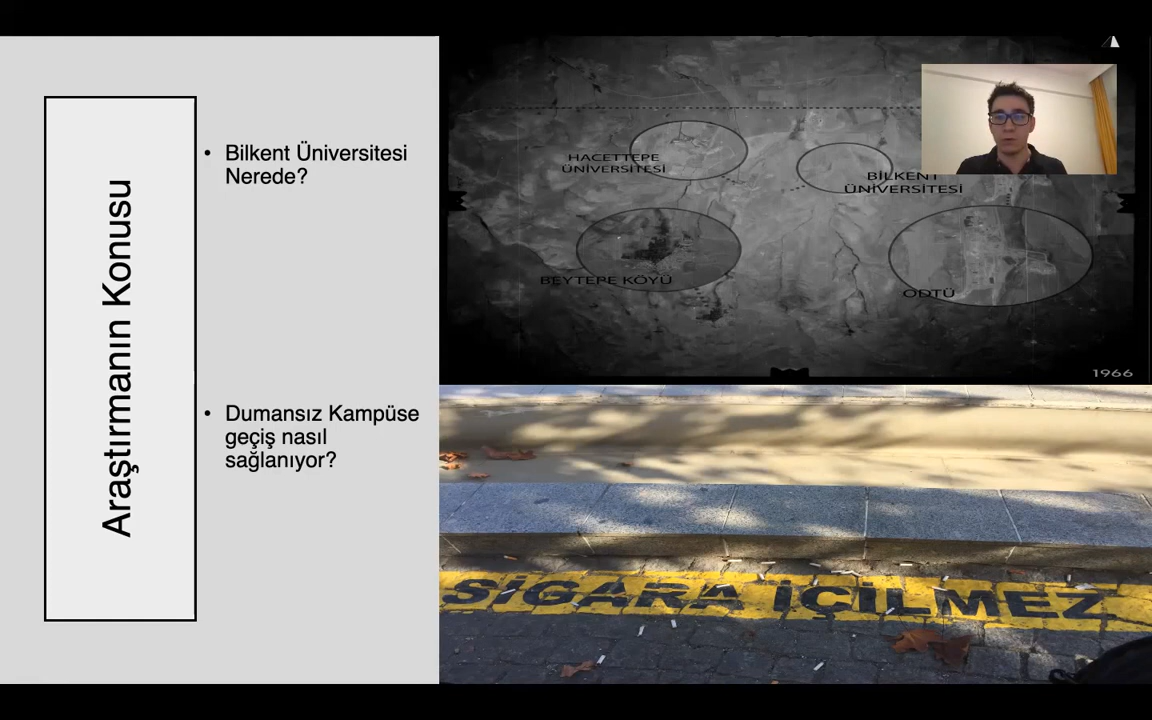 Araştırmanın Konusu
• Bilkent Üniversitesi
Nerede?
• Dumansız Kampüse
geçiş nasıl
sağlanıyor?
HACETTEPE
ÜNİVERSİTESİ
BİLKENT
ÜNİVERSİTESİ
BEYTEPE KÖYÜ
ODTÜ
1966
SİGARA İÇİLMEZ